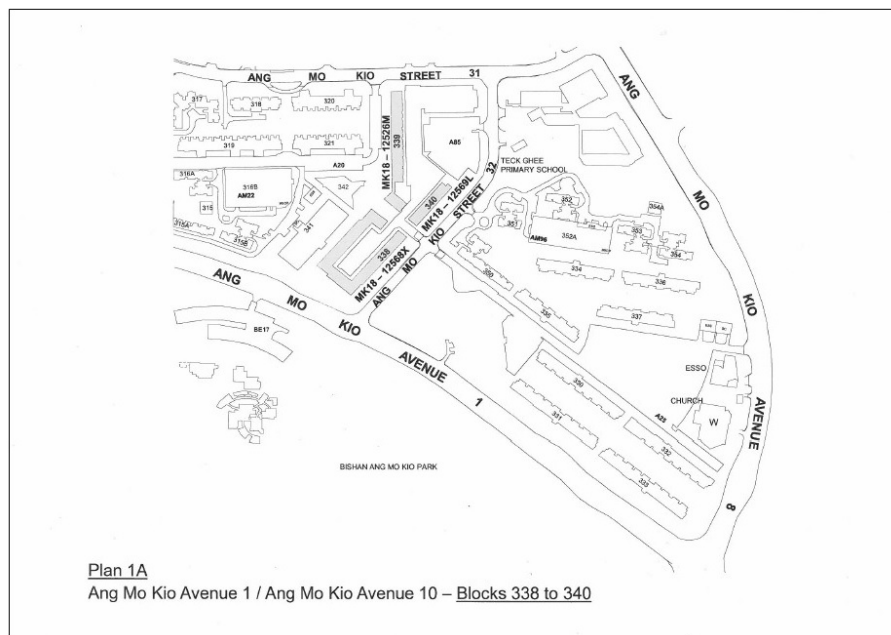 ANG MO KIO STREET 31
ANG MO KIO AVENUE 8
317
318
320
319
321
339
MK18 – 12526M
A85
A20
TECK GHEE
PRIMARY SCHOOL
316A
316B
AM22
342
340
MK18 – 12569L
ANG MO KIO STREET 32
315
315A
315B
341
338
MK18 – 12568X
352
354A
351
352A
AM96
353
354
350
334
336
335
337
ANG MO KIO AVENUE 1
BE17
ESSO
CHURCH
W
330
331
A25
332
333
BISHAN ANG MO KIO PARK
Plan 1A
Ang Mo Kio Avenue 1 / Ang Mo Kio Avenue 10 – Blocks 338 to 340